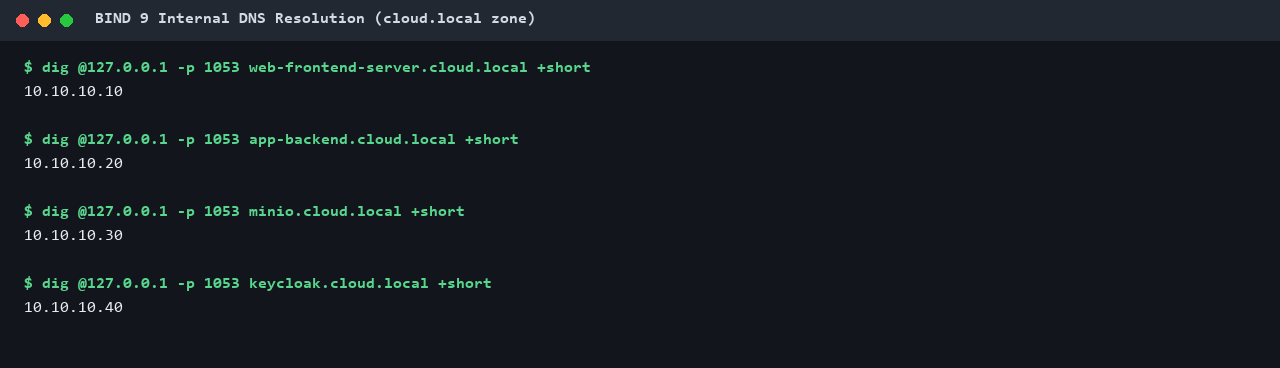 BIND 9 Internal DNS Resolution (cloud.local zone)
$ dig @127.0.0.1 -p 1053 web-frontend-server.cloud.local +short
10.10.10.10
$ dig @127.0.0.1 -p 1053 app-backend.cloud.local +short
10.10.10.20
$ dig @127.0.0.1 -p 1053 minio.cloud.local +short
10.10.10.30
$ dig @127.0.0.1 -p 1053 keycloak.cloud.local +short
10.10.10.40